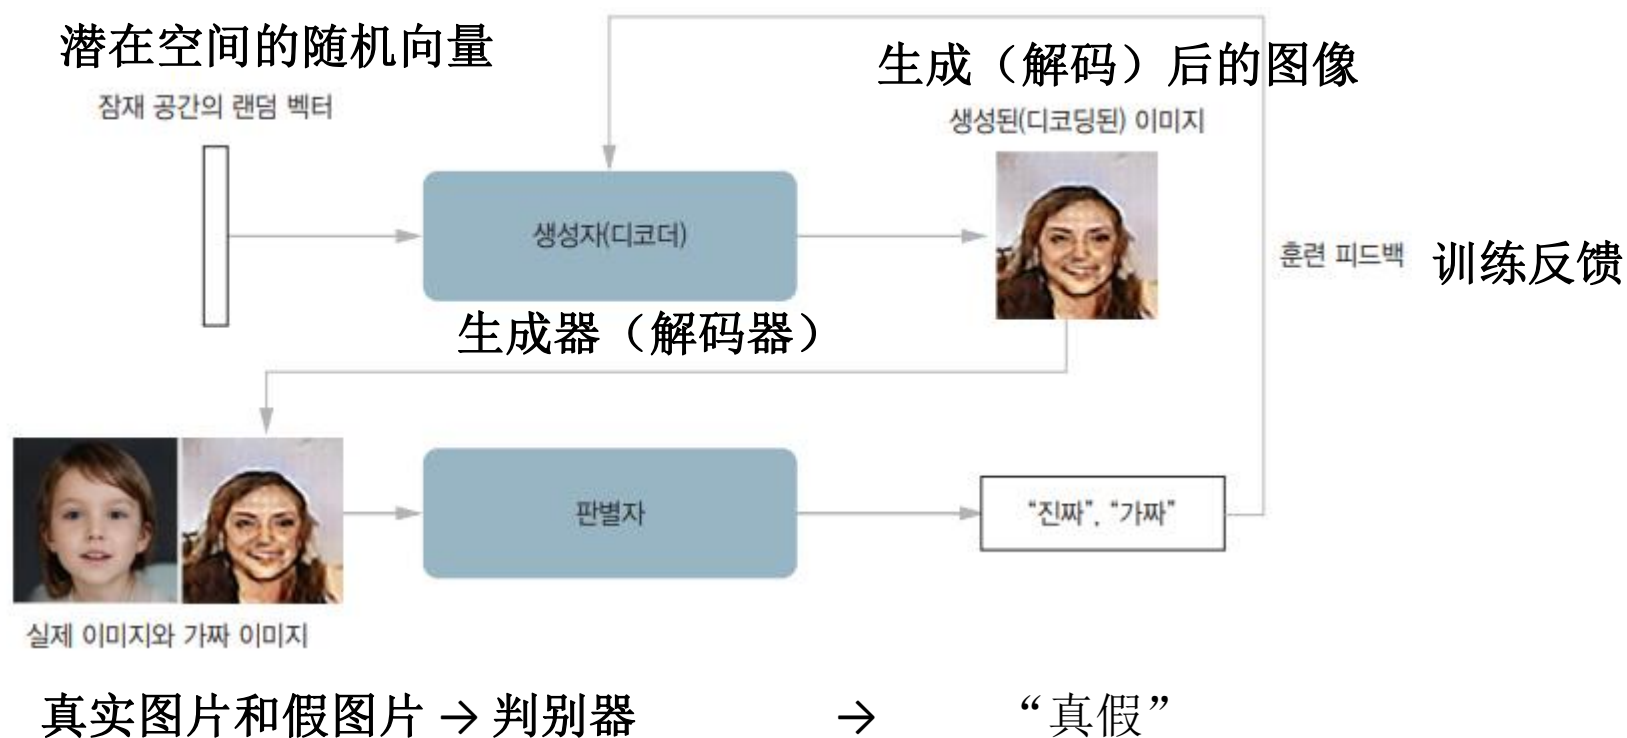 潜在空间的随机向量
잠재 공간의 랜덤 벡터
生成（解码）后的图像
생성된(디코딩된) 이미지
생성자(디코더)
生成器（解码器）
훈련 피드백 训练反馈
판별자
“진짜”, “가짜”
실제 이미지와 가짜 이미지
真实图片和假图片 → 判别器 → “真假”